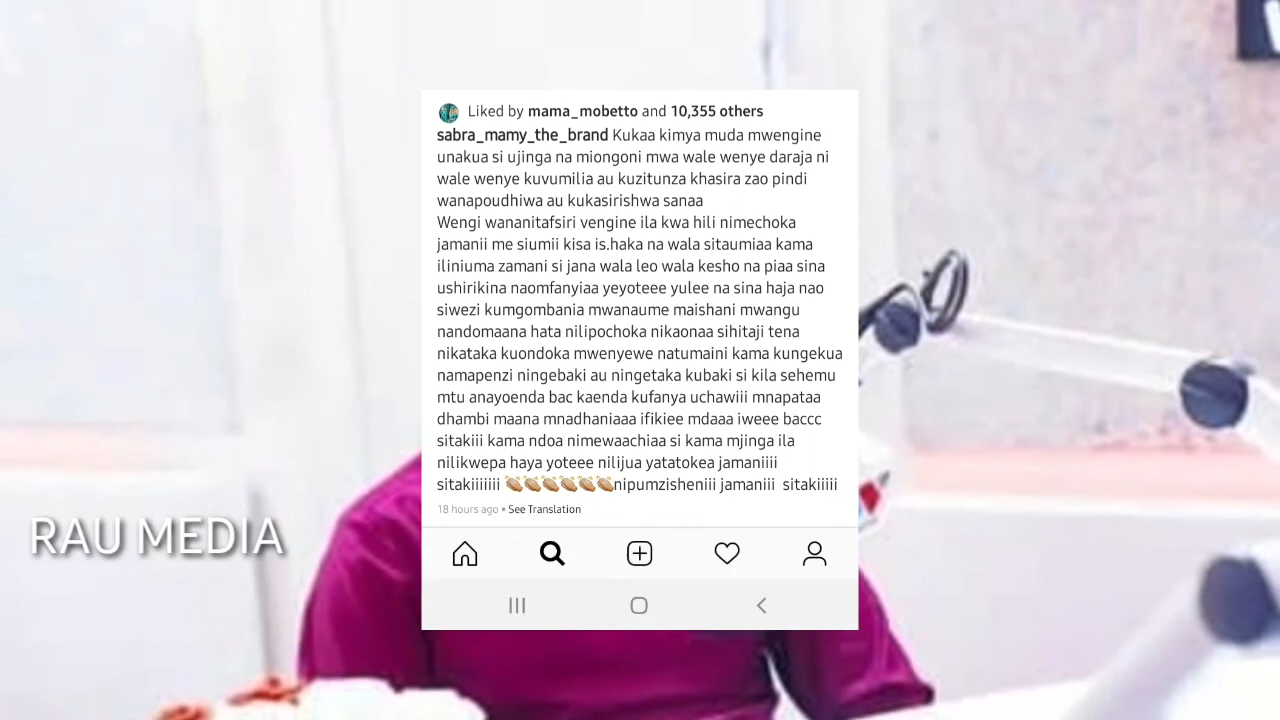 Liked by mama_mobetto and 10,355 others
sabra_mamy_the_brand Kukaa kimya muda mwengine
unakua si ujinga na miongoni mwa wale wenye daraja ni
wale wenye kuvumilia au kuzitunza khasira zao pindi
wanapoudhiwa au kukasirishwa sanaa
Wengi wananitafsiri vengine ila kwa hili nimechoka
jamanii me siumii kisa is.haka na wala sitaumiaa kama
iliniuma zamani si jana wala leo wala kesho na piaa sina
ushirikina naomfanyiaa yeyoteee yulee na sina haja nao
siwezi kumgombania mwanaume maishani mwangu
nandomaana hata nilipochoka nikaonaa sihitaji tena
nikataka kuondoka mwenyewe natumaini kama kungekua
namapenzi ningebaki au ningetaka kubaki si kila sehemu
mtu anayoenda bac kaenda kufanya uchawiii mnapataa
dhambi maana mnadhaniaaa ifikiee mdaaa iweee baccc
sitakiii kama ndoa nimewaachiaa si kama mjinga ila
nilikwepa haya yoteee nilijua yatatokea jamaniiii
sitakiiiiiii 👏👏👏👏👏👏nipumzisheniii jamaniii sitakiiiii
18 hours ago • See Translation
RAU MEDIA